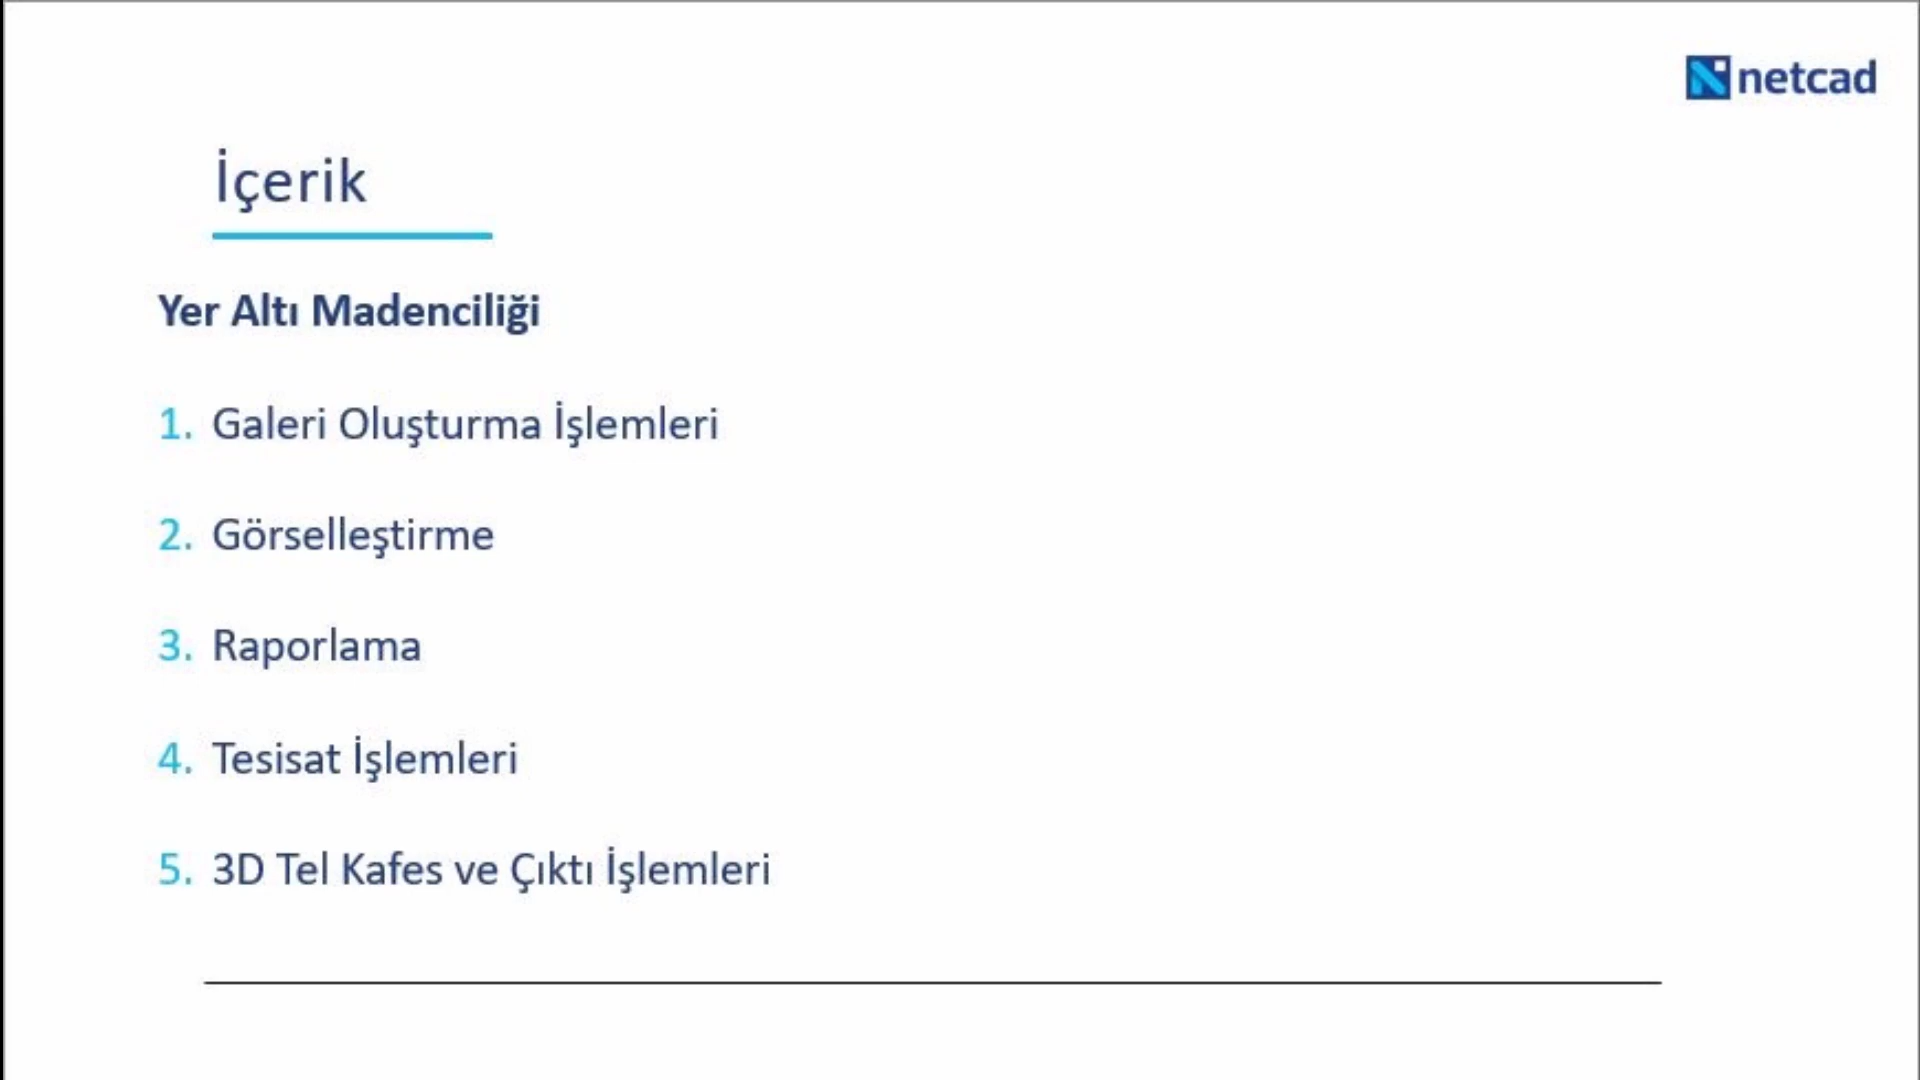 netcad
İçerik
Yer Altı Madenciliği
1. Galeri Oluşturma İşlemleri
2. Görselleştirme
3. Raporlama
4. Tesisat İşlemleri
5. 3D Tel Kafes ve Çıktı İşlemleri